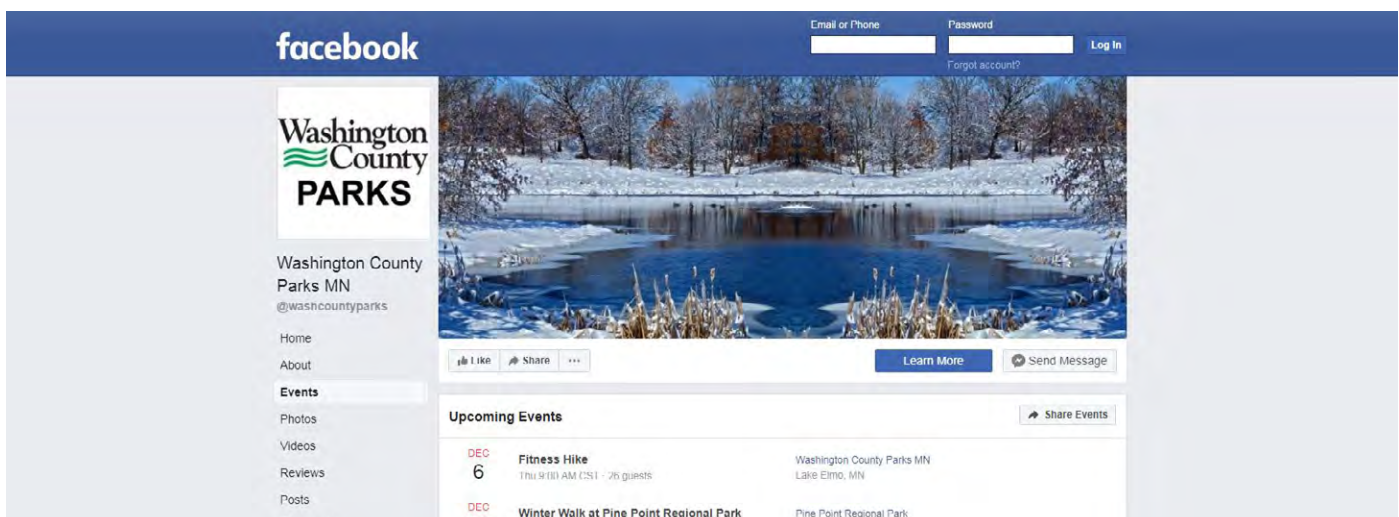 Email or Phone
Password
facebook
Log In
Forgot account?
Washington
County
PARKS
Washington County
Parks MN
@washcountyparks
Home
About
Events
Photos
Videos
Reviews
Posts
Like Share ...
Learn More
Send Message
Upcoming Events
Share Events
DEC
6
Fitness Hike
Thu 9:00 AM CST · 26 guests
Washington County Parks MN
Lake Elmo, MN
DEC
Winter Walk at Pine Point Regional Park
Pine Point Regional Park